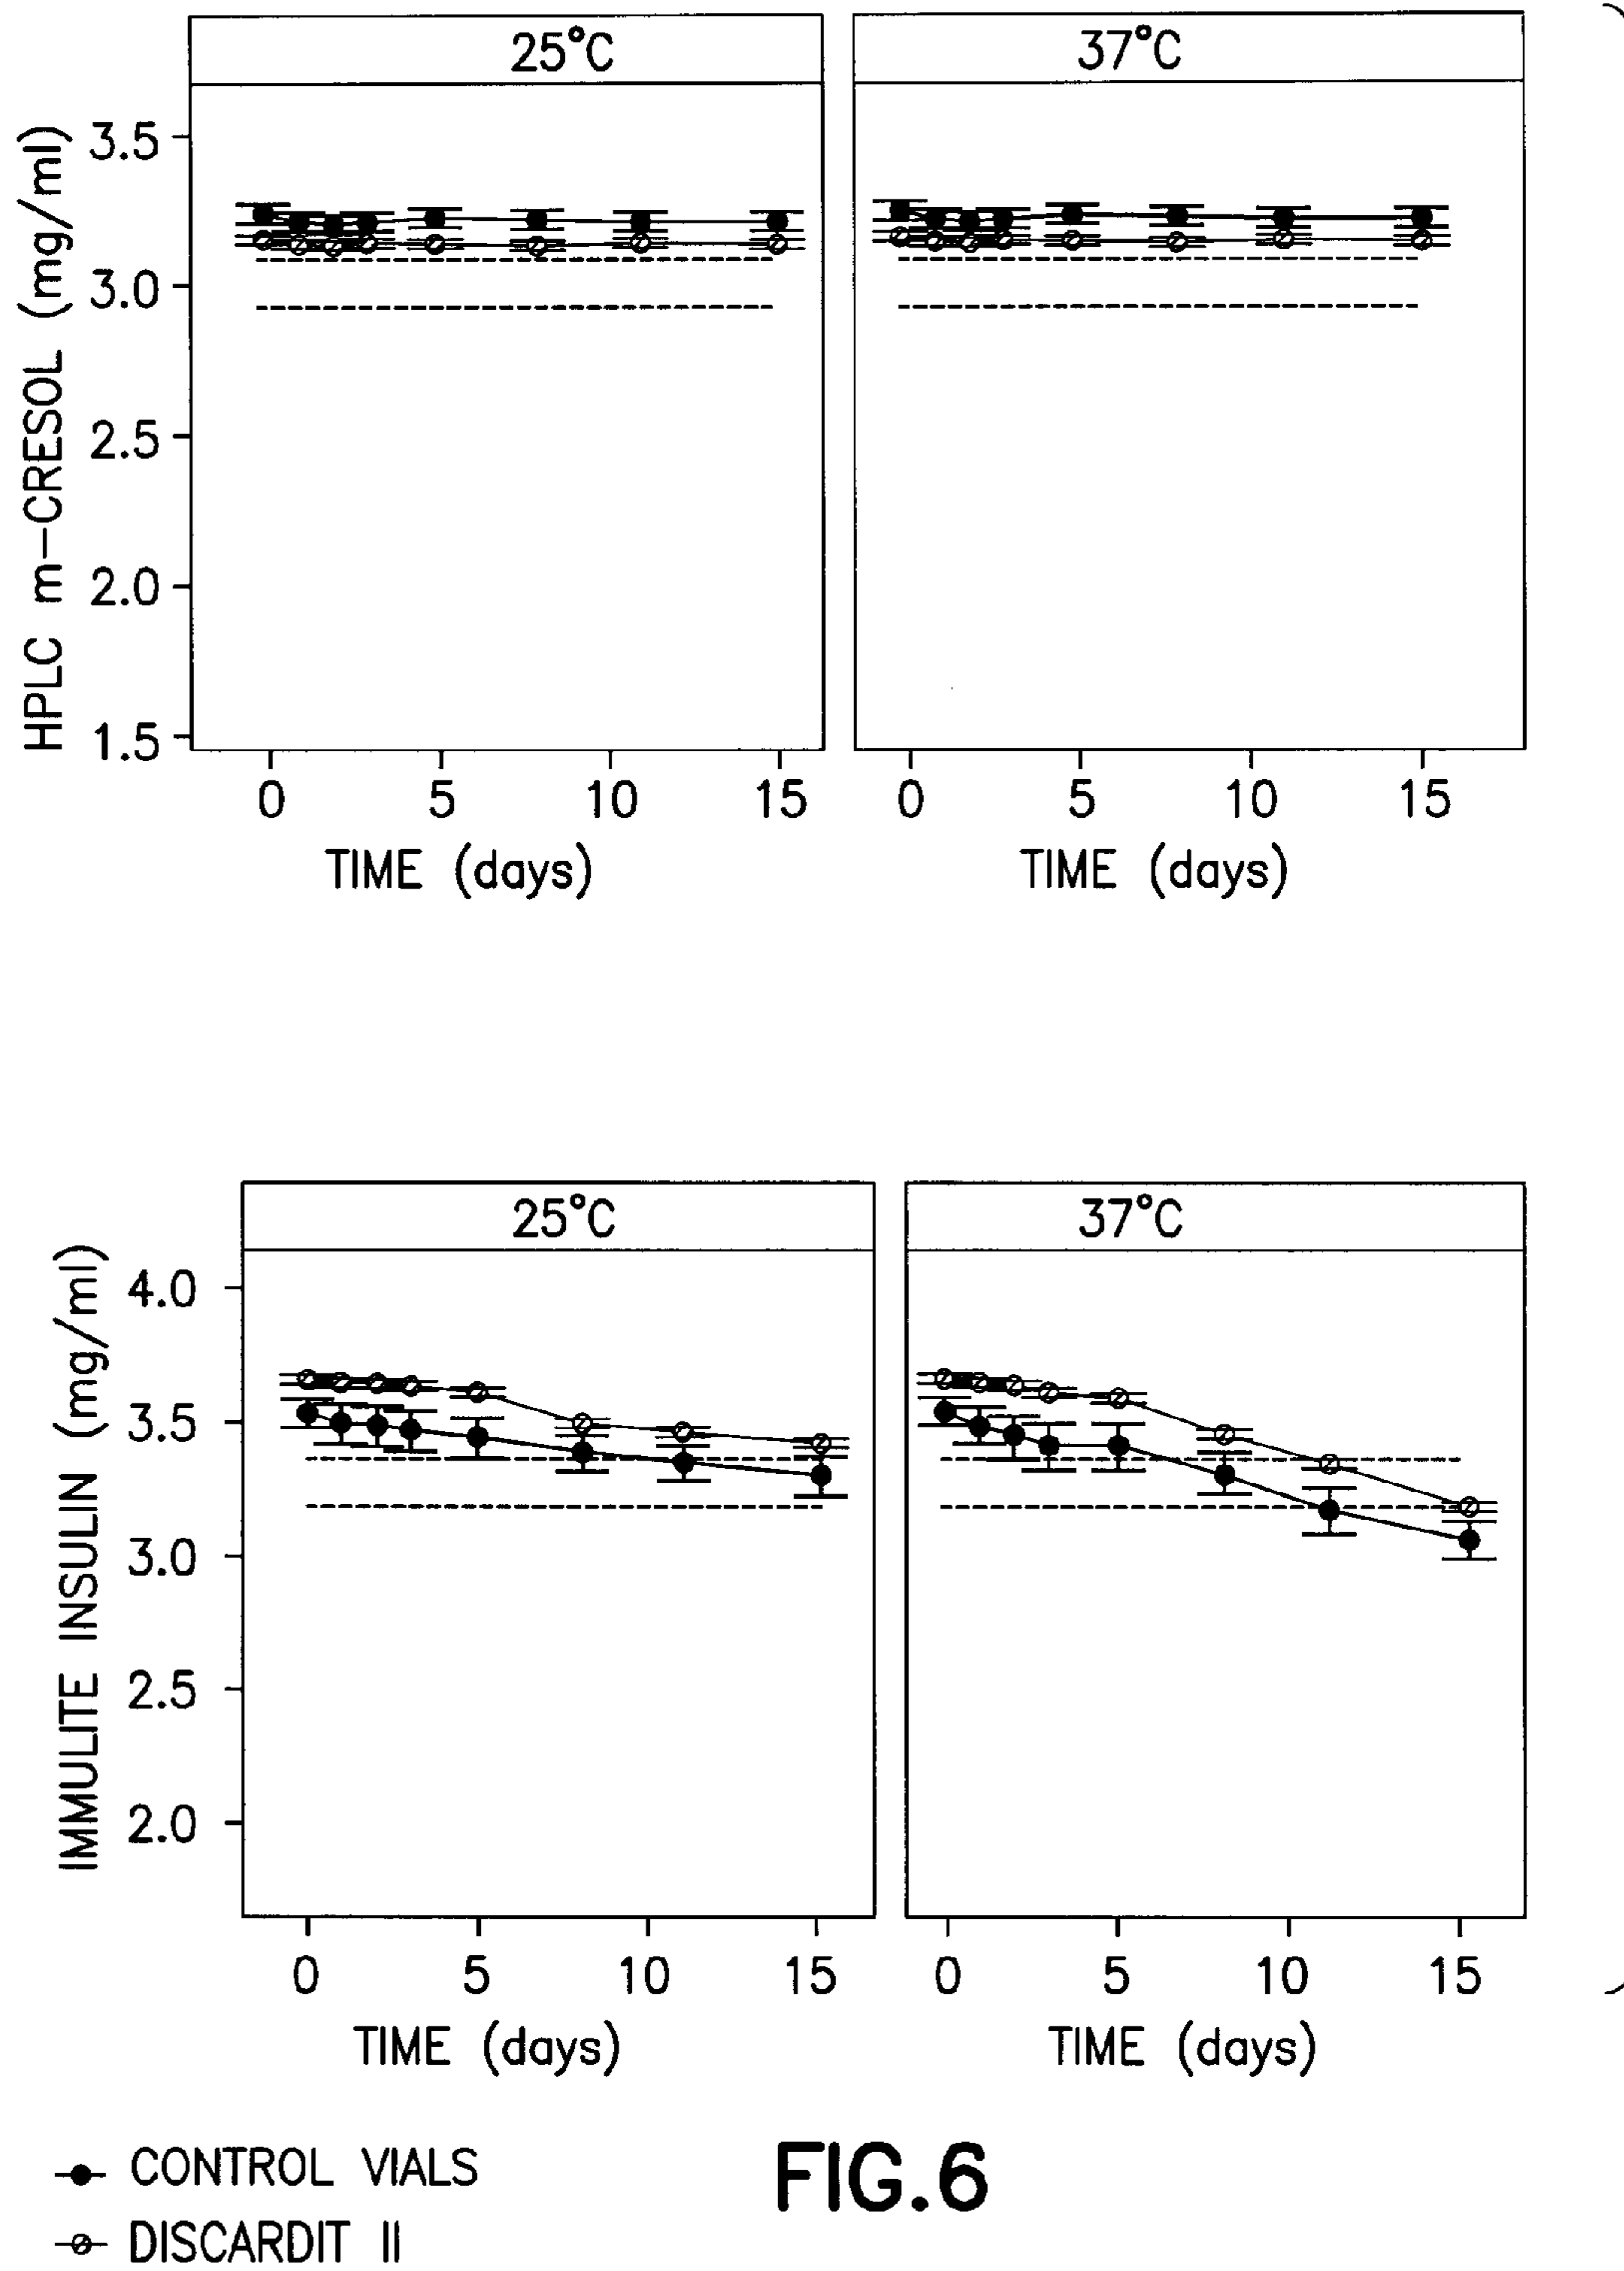 25°C 37°C
HPLC m-CRESOL (mg/ml)
3.5
3.0
2.5
2.0
1.5
0 5 10 15 0 5 10 15
TIME (days) TIME (days)
25°C 37°C
IMMULITE INSULIN (mg/ml)
4.0
3.5
3.0
2.5
2.0
0 5 10 15 0 5 10 15
TIME (days) TIME (days)
CONTROL VIALS
DISCARDIT II
FIG.6